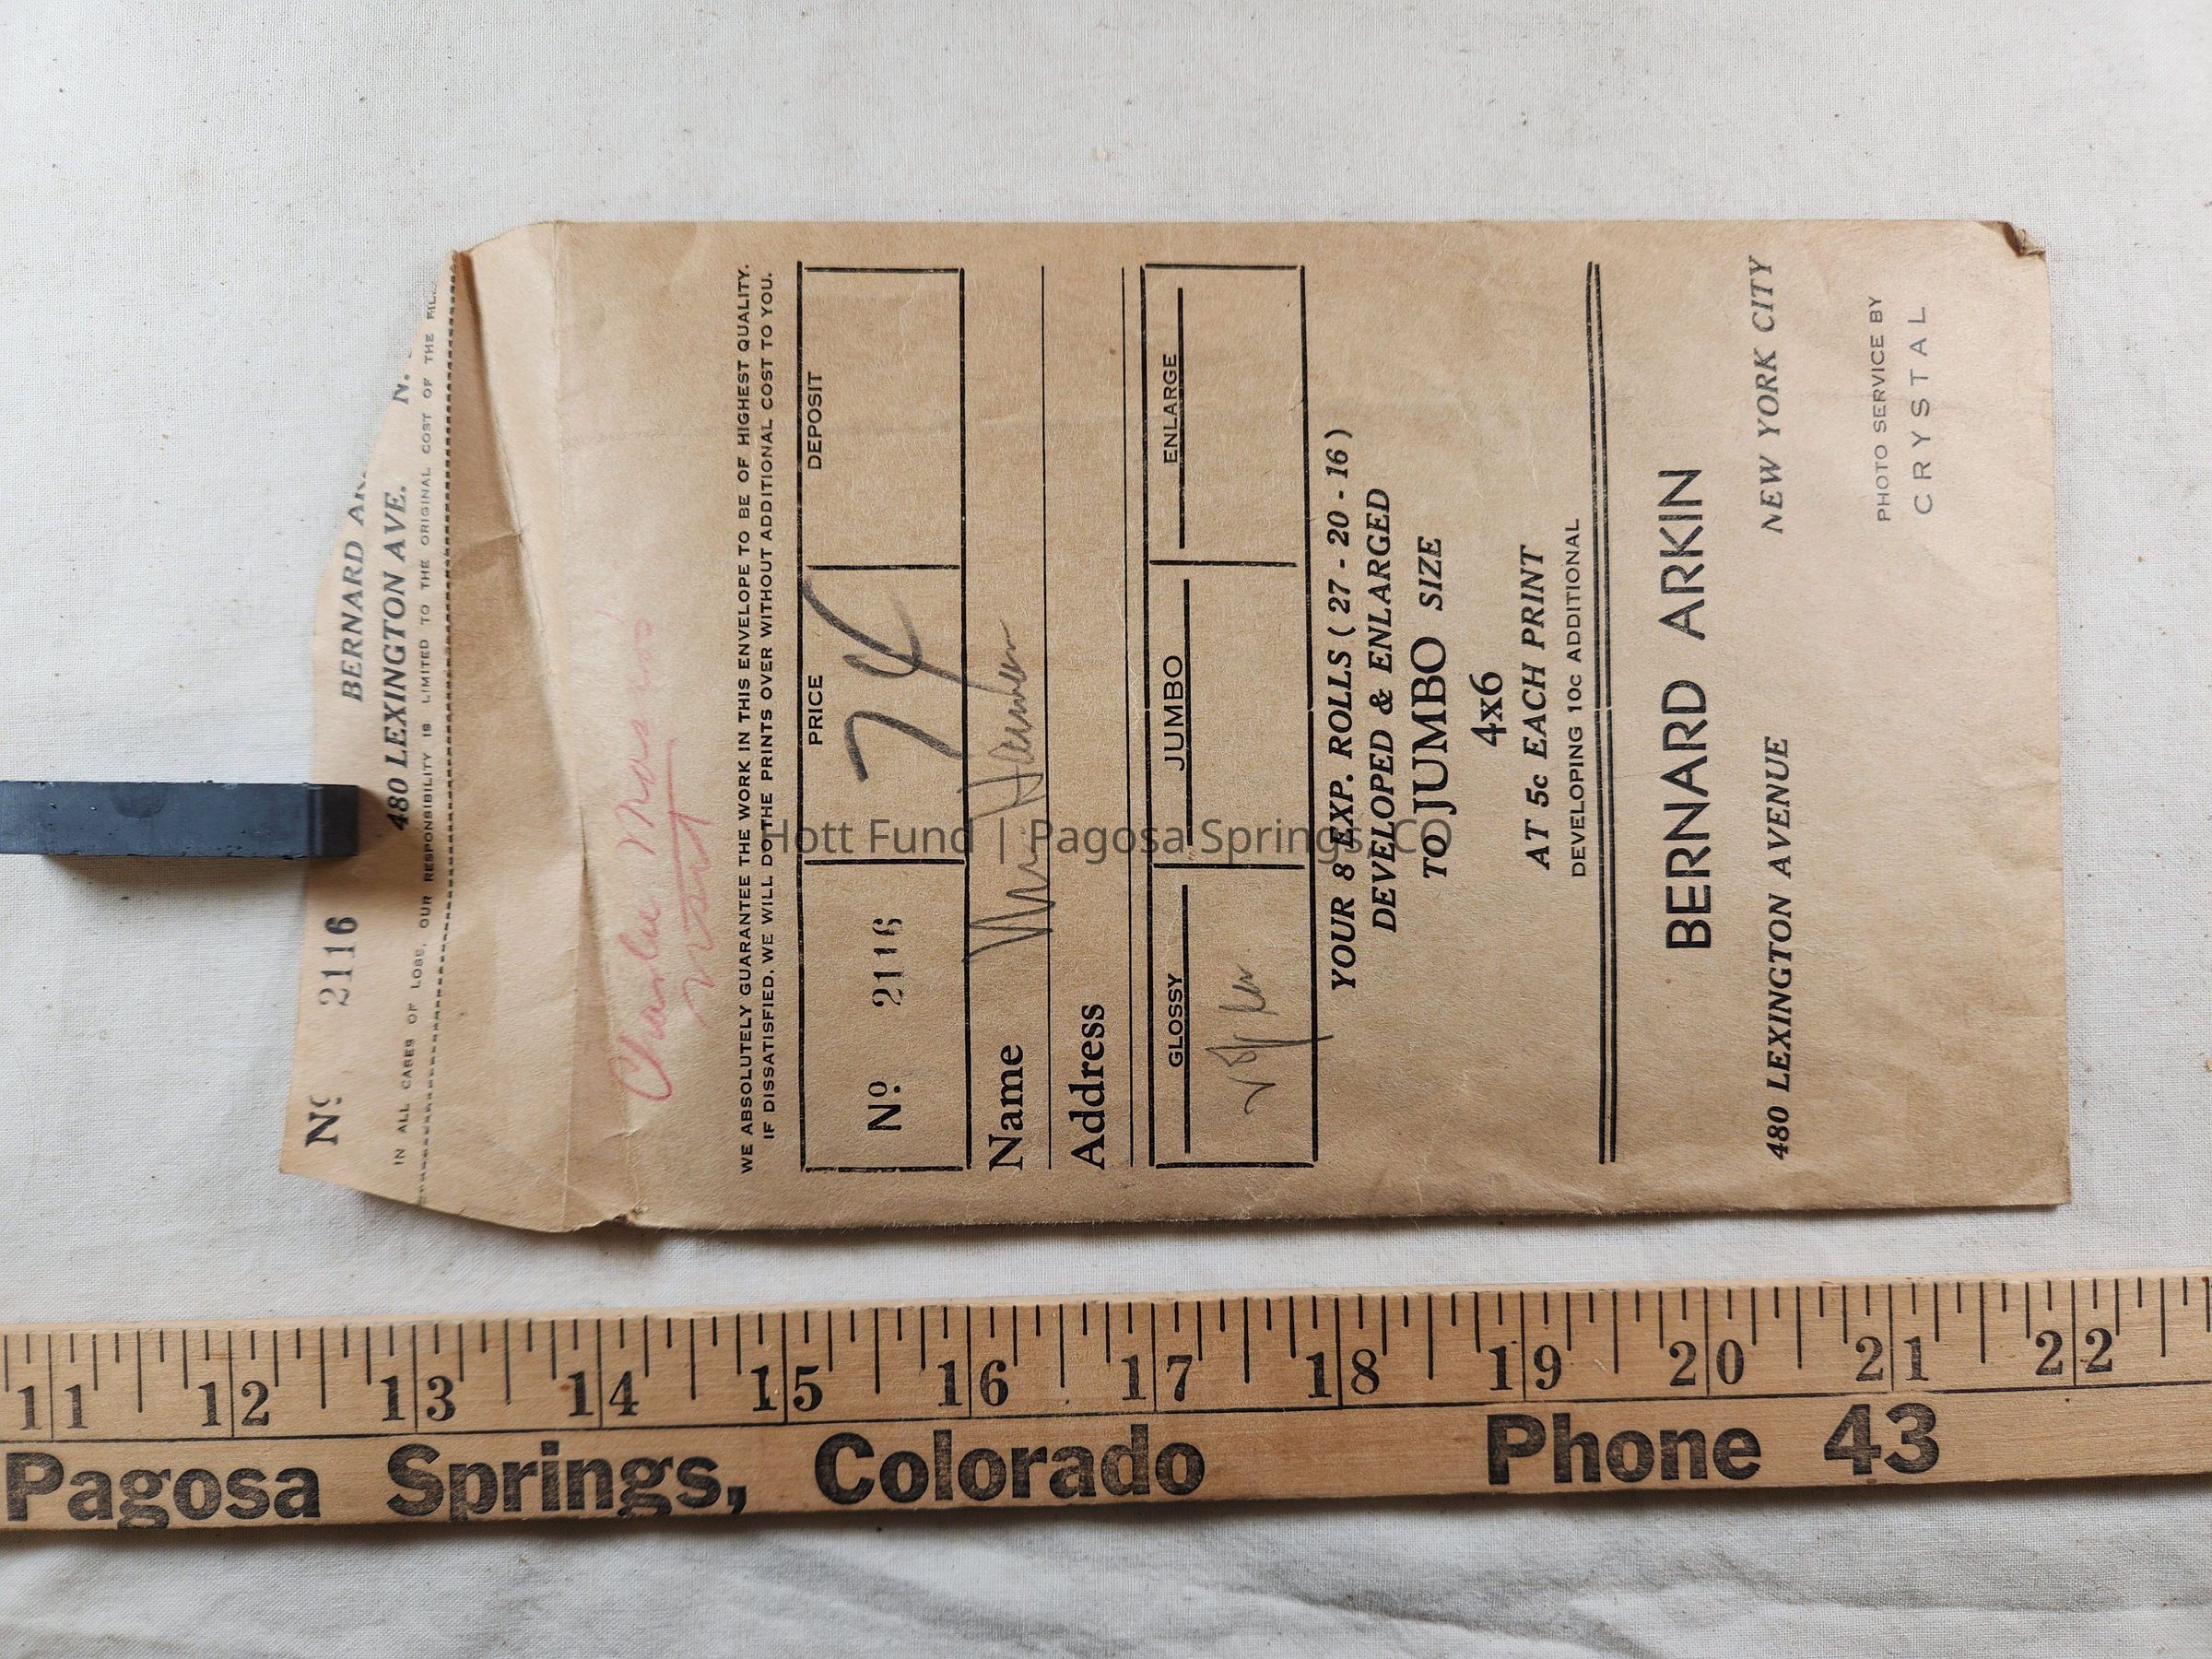 Nº 2116
BERNARD AR
480 LEXINGTON AVE. N.
IN ALL CASES OF LOSS, OUR RESPONSIBILITY IS LIMITED TO THE ORIGINAL COST OF THE FIL
Charlie
WE ABSOLUTELY GUARANTEE THE WORK IN THIS ENVELOPE TO BE OF HIGHEST QUALITY.
IF DISSATISFIED, WE WILL DO THE PRINTS OVER WITHOUT ADDITIONAL COST TO YOU.
Nº 2116 PRICE 74 DEPOSIT
Name
Address
GLOSSY JUMBO ENLARGE
YOUR 8 EXP. ROLLS (27 - 20 - 16)
DEVELOPED & ENLARGED
TO JUMBO SIZE
4x6
AT 5c EACH PRINT
DEVELOPING 10c ADDITIONAL
BERNARD ARKIN
480 LEXINGTON AVENUE NEW YORK CITY
PHOTO SERVICE BY
CRYSTAL
Hott Fund | Pagosa Springs, CO
11 12 13 14 15 16 17 18 19 20 21 22
Pagosa Springs, Colorado Phone 43